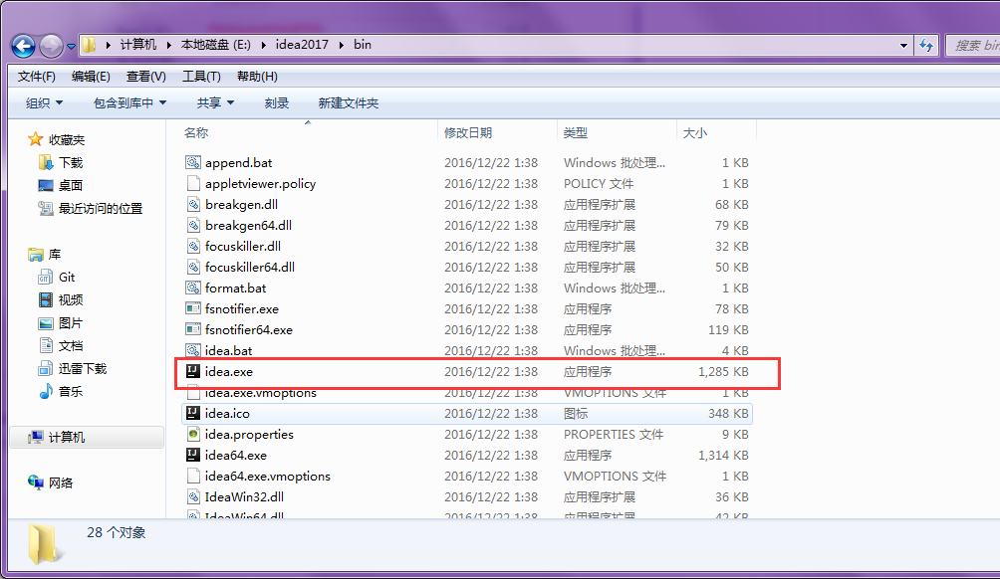 计算机 本地磁盘 (E:) idea2017 bin 搜索 bin
文件(F) 编辑(E) 查看(V) 工具(T) 帮助(H)
组织 包含到库中 共享 刻录 新建文件夹
收藏夹
下载
桌面
最近访问的位置
库
Git
视频
图片
文档
迅雷下载
音乐
计算机
网络
名称 修改日期 类型 大小
append.bat 2016/12/22 1:38 Windows 批处理... 1 KB
appletviewer.policy 2016/12/22 1:38 POLICY 文件 1 KB
breakgen.dll 2016/12/22 1:38 应用程序扩展 68 KB
breakgen64.dll 2016/12/22 1:38 应用程序扩展 79 KB
focuskiller.dll 2016/12/22 1:38 应用程序扩展 32 KB
focuskiller64.dll 2016/12/22 1:38 应用程序扩展 50 KB
format.bat 2016/12/22 1:38 Windows 批处理... 1 KB
fsnotifier.exe 2016/12/22 1:38 应用程序 78 KB
fsnotifier64.exe 2016/12/22 1:38 应用程序 119 KB
idea.bat 2016/12/22 1:38 Windows 批处理... 4 KB
idea.exe 2016/12/22 1:38 应用程序 1,285 KB
idea.exe.vmoptions 2016/12/22 1:38 VMOPTIONS 文件 1 KB
idea.ico 2016/12/22 1:38 图标 348 KB
idea.properties 2016/12/22 1:38 PROPERTIES 文件 9 KB
idea64.exe 2016/12/22 1:38 应用程序 1,314 KB
idea64.exe.vmoptions 2016/12/22 1:38 VMOPTIONS 文件 1 KB
IdeaWin32.dll 2016/12/22 1:38 应用程序扩展 36 KB
IdeaWin64.dll 2016/12/22 1:38 应用程序扩展 42 KB
28 个对象